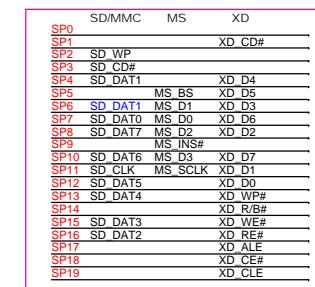 SD/MMC MS XD
SP0
SP1 XD_CD#
SP2 SD_WP
SP3 SD_CD#
SP4 SD_DAT1 XD_D4
SP5 MS_BS XD_D5
SP6 SD_DAT1 MS_D1 XD_D3
SP7 SD_DAT0 MS_D0 XD_D6
SP8 SD_DAT7 MS_D2 XD_D2
SP9 MS_INS#
SP10 SD_DAT6 MS_D3 XD_D7
SP11 SD_CLK MS_SCLK XD_D1
SP12 SD_DAT5 XD_D0
SP13 SD_DAT4 XD_WP#
SP14 XD_R/B#
SP15 SD_DAT3 XD_WE#
SP16 SD_DAT2 XD_RE#
SP17 XD_ALE
SP18 XD_CE#
SP19 XD_CLE